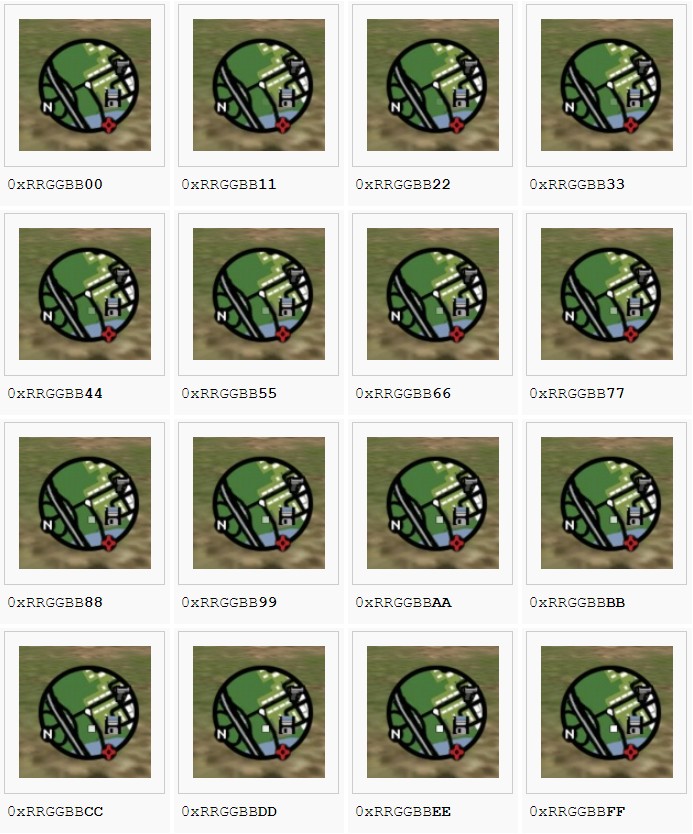 N N N N
0xRRGGBB00 0xRRGGBB11 0xRRGGBB22 0xRRGGBB33
N N N N
0xRRGGBB44 0xRRGGBB55 0xRRGGBB66 0xRRGGBB77
N N N N
0xRRGGBB88 0xRRGGBB99 0xRRGGBBAA 0xRRGGBBBB
N N N N
0xRRGGBBCC 0xRRGGBBDD 0xRRGGBBEE 0xRRGGBBFF